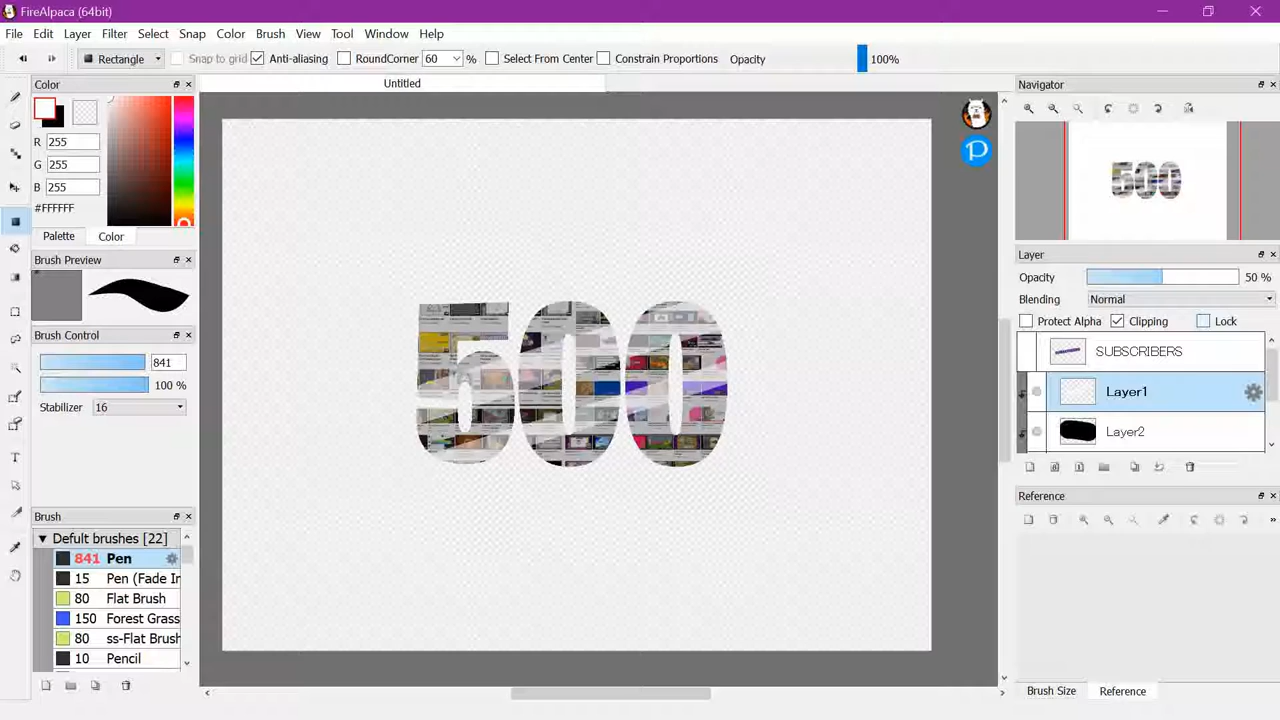 FireAlpaca (64bit)
File Edit Layer Filter Select Snap Color Brush View Tool Window Help
Rectangle Snap to grid Anti-aliasing RoundCorner 60 % Select From Center Constrain Proportions Opacity 100%
Color
Untitled
Navigator
R 255
G 255
B 255
#FFFFFF
Palette Color
Brush Preview
Brush Control
841
100 %
Stabilizer 16
Brush
Defult brushes [22]
841 Pen
15 Pen (Fade Ir
80 Flat Brush
150 Forest Grass
80 ss-Flat Brush
10 Pencil
500
P
500
Layer
Opacity 50 %
Blending Normal
Protect Alpha Clipping Lock
SUBSCRIBERS
Layer1
Layer2
Reference
Brush Size Reference